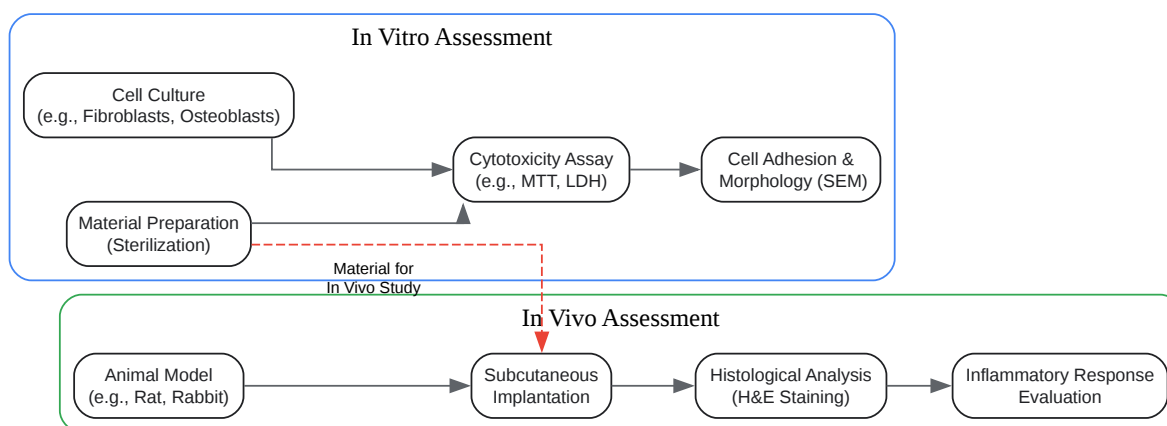 In Vitro Assessment
Cell Culture
(e.g., Fibroblasts, Osteoblasts)
Cytotoxicity Assay
(e.g., MTT, LDH)
Cell Adhesion &
Morphology (SEM)
Material Preparation
(Sterilization)
Material for
In Vivo Study
In Vivo Assessment
Animal Model
(e.g., Rat, Rabbit)
Subcutaneous
Implantation
Histological Analysis
(H&E Staining)
Inflammatory Response
Evaluation